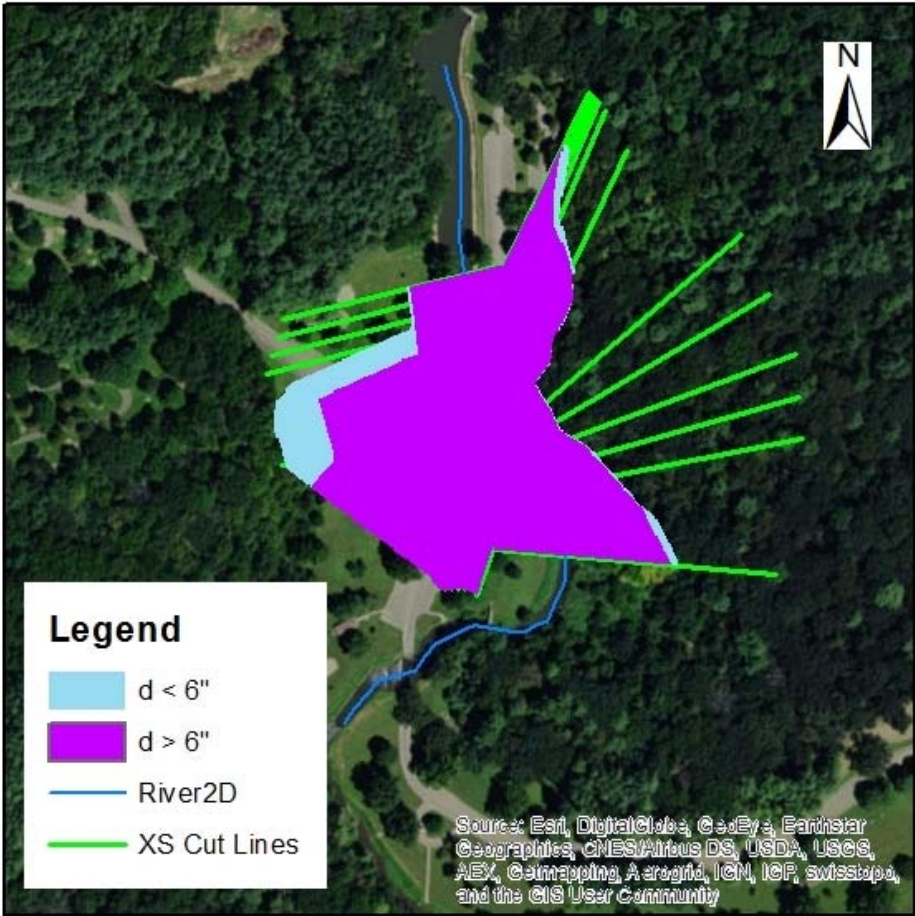 N
Legend
d < 6"
d > 6"
River2D
XS Cut Lines
Source: Esri, DigitalGlobe, GeoEye, Earthstar
Geographics, CNES/Airbus DS, USDA, USGS,
AEX, Getmapping, Aerogrid, IGN, IGP, swisstopo,
and the GIS User Community